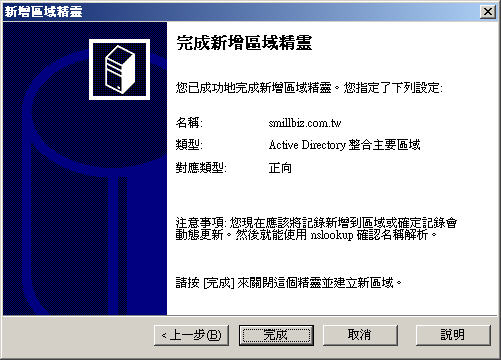 新增區域精靈
完成新增區域精靈
您已成功地完成新增區域精靈。您指定了下列設定:
名稱: smillbiz.com.tw
類型: Active Directory 整合主要區域
對應類型: 正向
注意事項: 您現在應該將記錄新增到區域或確定記錄會
動態更新。然後就能使用 nslookup 確認名稱解析。
請按 [完成] 來關閉這個精靈並建立新區域。
< 上一步(B) 完成 取消 說明